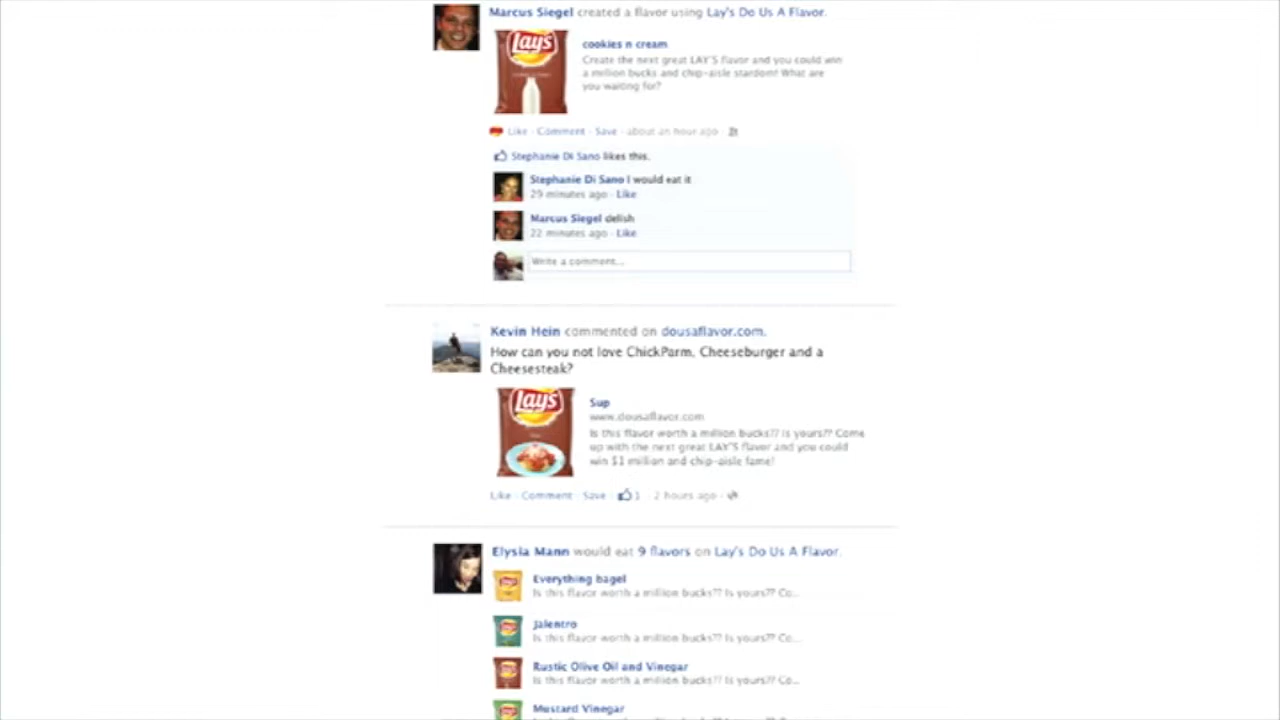 Marcus Siegel created a flavor using Lay's Do Us A Flavor.
Lay's
cookies n cream
Create the next great LAY'S flavor and you could win
a million bucks and chip-aisle stardom! What are
you waiting for?
Like · Comment · Save · about an hour ago ·
Stephanie Di Sano likes this.
Stephanie Di Sano I would eat it
29 minutes ago · Like
Marcus Siegel delish
22 minutes ago · Like
Write a comment...
Kevin Hein commented on dousaflavor.com.
How can you not love ChickParm, Cheeseburger and a
Cheesesteak?
Lay's
Sup
www.dousaflavor.com
Is this flavor worth a million bucks?? Is yours?? Come
up with the next great LAY'S flavor and you could
win $1 million and chip-aisle fame!
Like · Comment · Save · 1 · 2 hours ago ·
Elysia Mann would eat 9 flavors on Lay's Do Us A Flavor.
Everything bagel
Is this flavor worth a million bucks?? Is yours?? Co...
Jalentro
Is this flavor worth a million bucks?? Is yours?? Co...
Rustic Olive Oil and Vinegar
Is this flavor worth a million bucks?? Is yours?? Co...
Mustard Vinegar